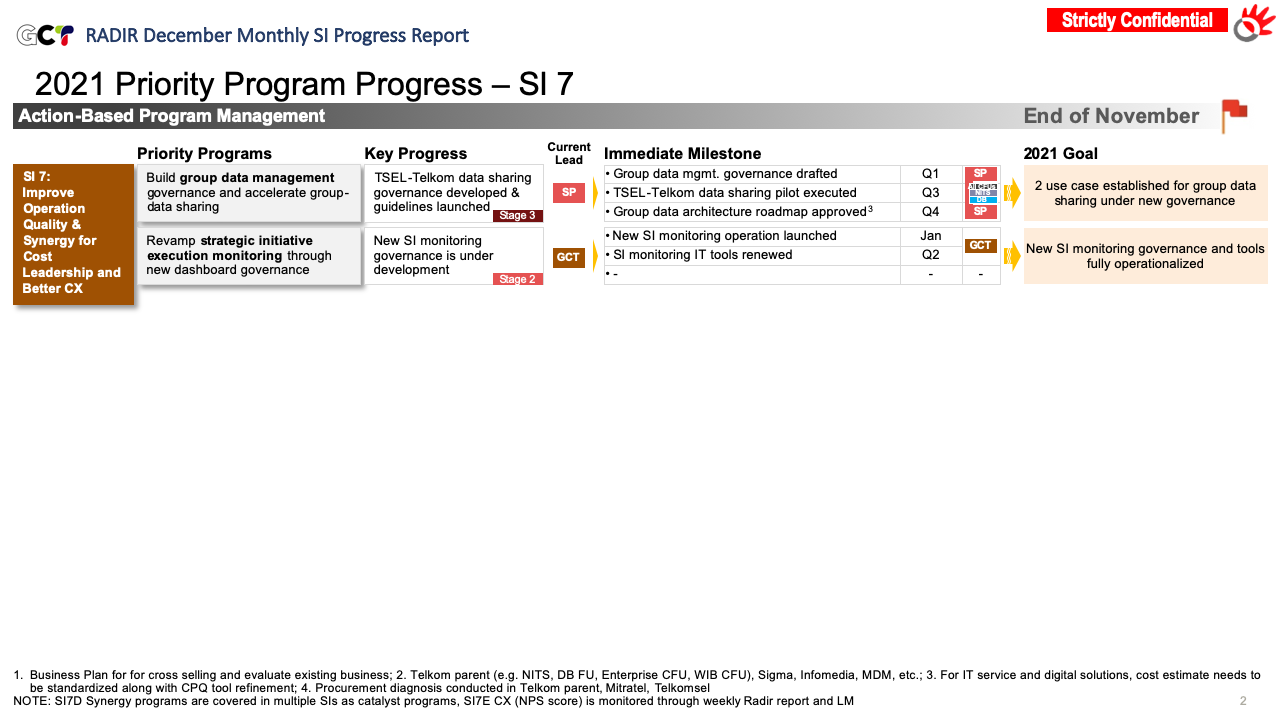 GCT RADIR December Monthly SI Progress Report
Strictly Confidential
2021 Priority Program Progress – SI 7
Action-Based Program Management
End of November
Priority Programs
Key Progress
Current
Lead
Immediate Milestone
2021 Goal
SI 7:
Improve
Operation
Quality &
Synergy for
Cost
Leadership and
Better CX
Build group data management
governance and accelerate group-
data sharing
TSEL-Telkom data sharing
governance developed &
guidelines launched
Stage 3
SP
• Group data mgmt. governance drafted Q1 SP
• TSEL-Telkom data sharing pilot executed Q3 All CFUs
NITS
DB
• Group data architecture roadmap approved3 Q4 SP
2 use case established for group data
sharing under new governance
Revamp strategic initiative
execution monitoring through
new dashboard governance
New SI monitoring
governance is under
development
Stage 2
GCT
• New SI monitoring operation launched Jan
GCT
• SI monitoring IT tools renewed Q2
• - - -
New SI monitoring governance and tools
fully operationalized
1. Business Plan for for cross selling and evaluate existing business; 2. Telkom parent (e.g. NITS, DB FU, Enterprise CFU, WIB CFU), Sigma, Infomedia, MDM, etc.; 3. For IT service and digital solutions, cost estimate needs to
be standardized along with CPQ tool refinement; 4. Procurement diagnosis conducted in Telkom parent, Mitratel, Telkomsel
NOTE: SI7D Synergy programs are covered in multiple SIs as catalyst programs, SI7E CX (NPS score) is monitored through weekly Radir report and LM
2